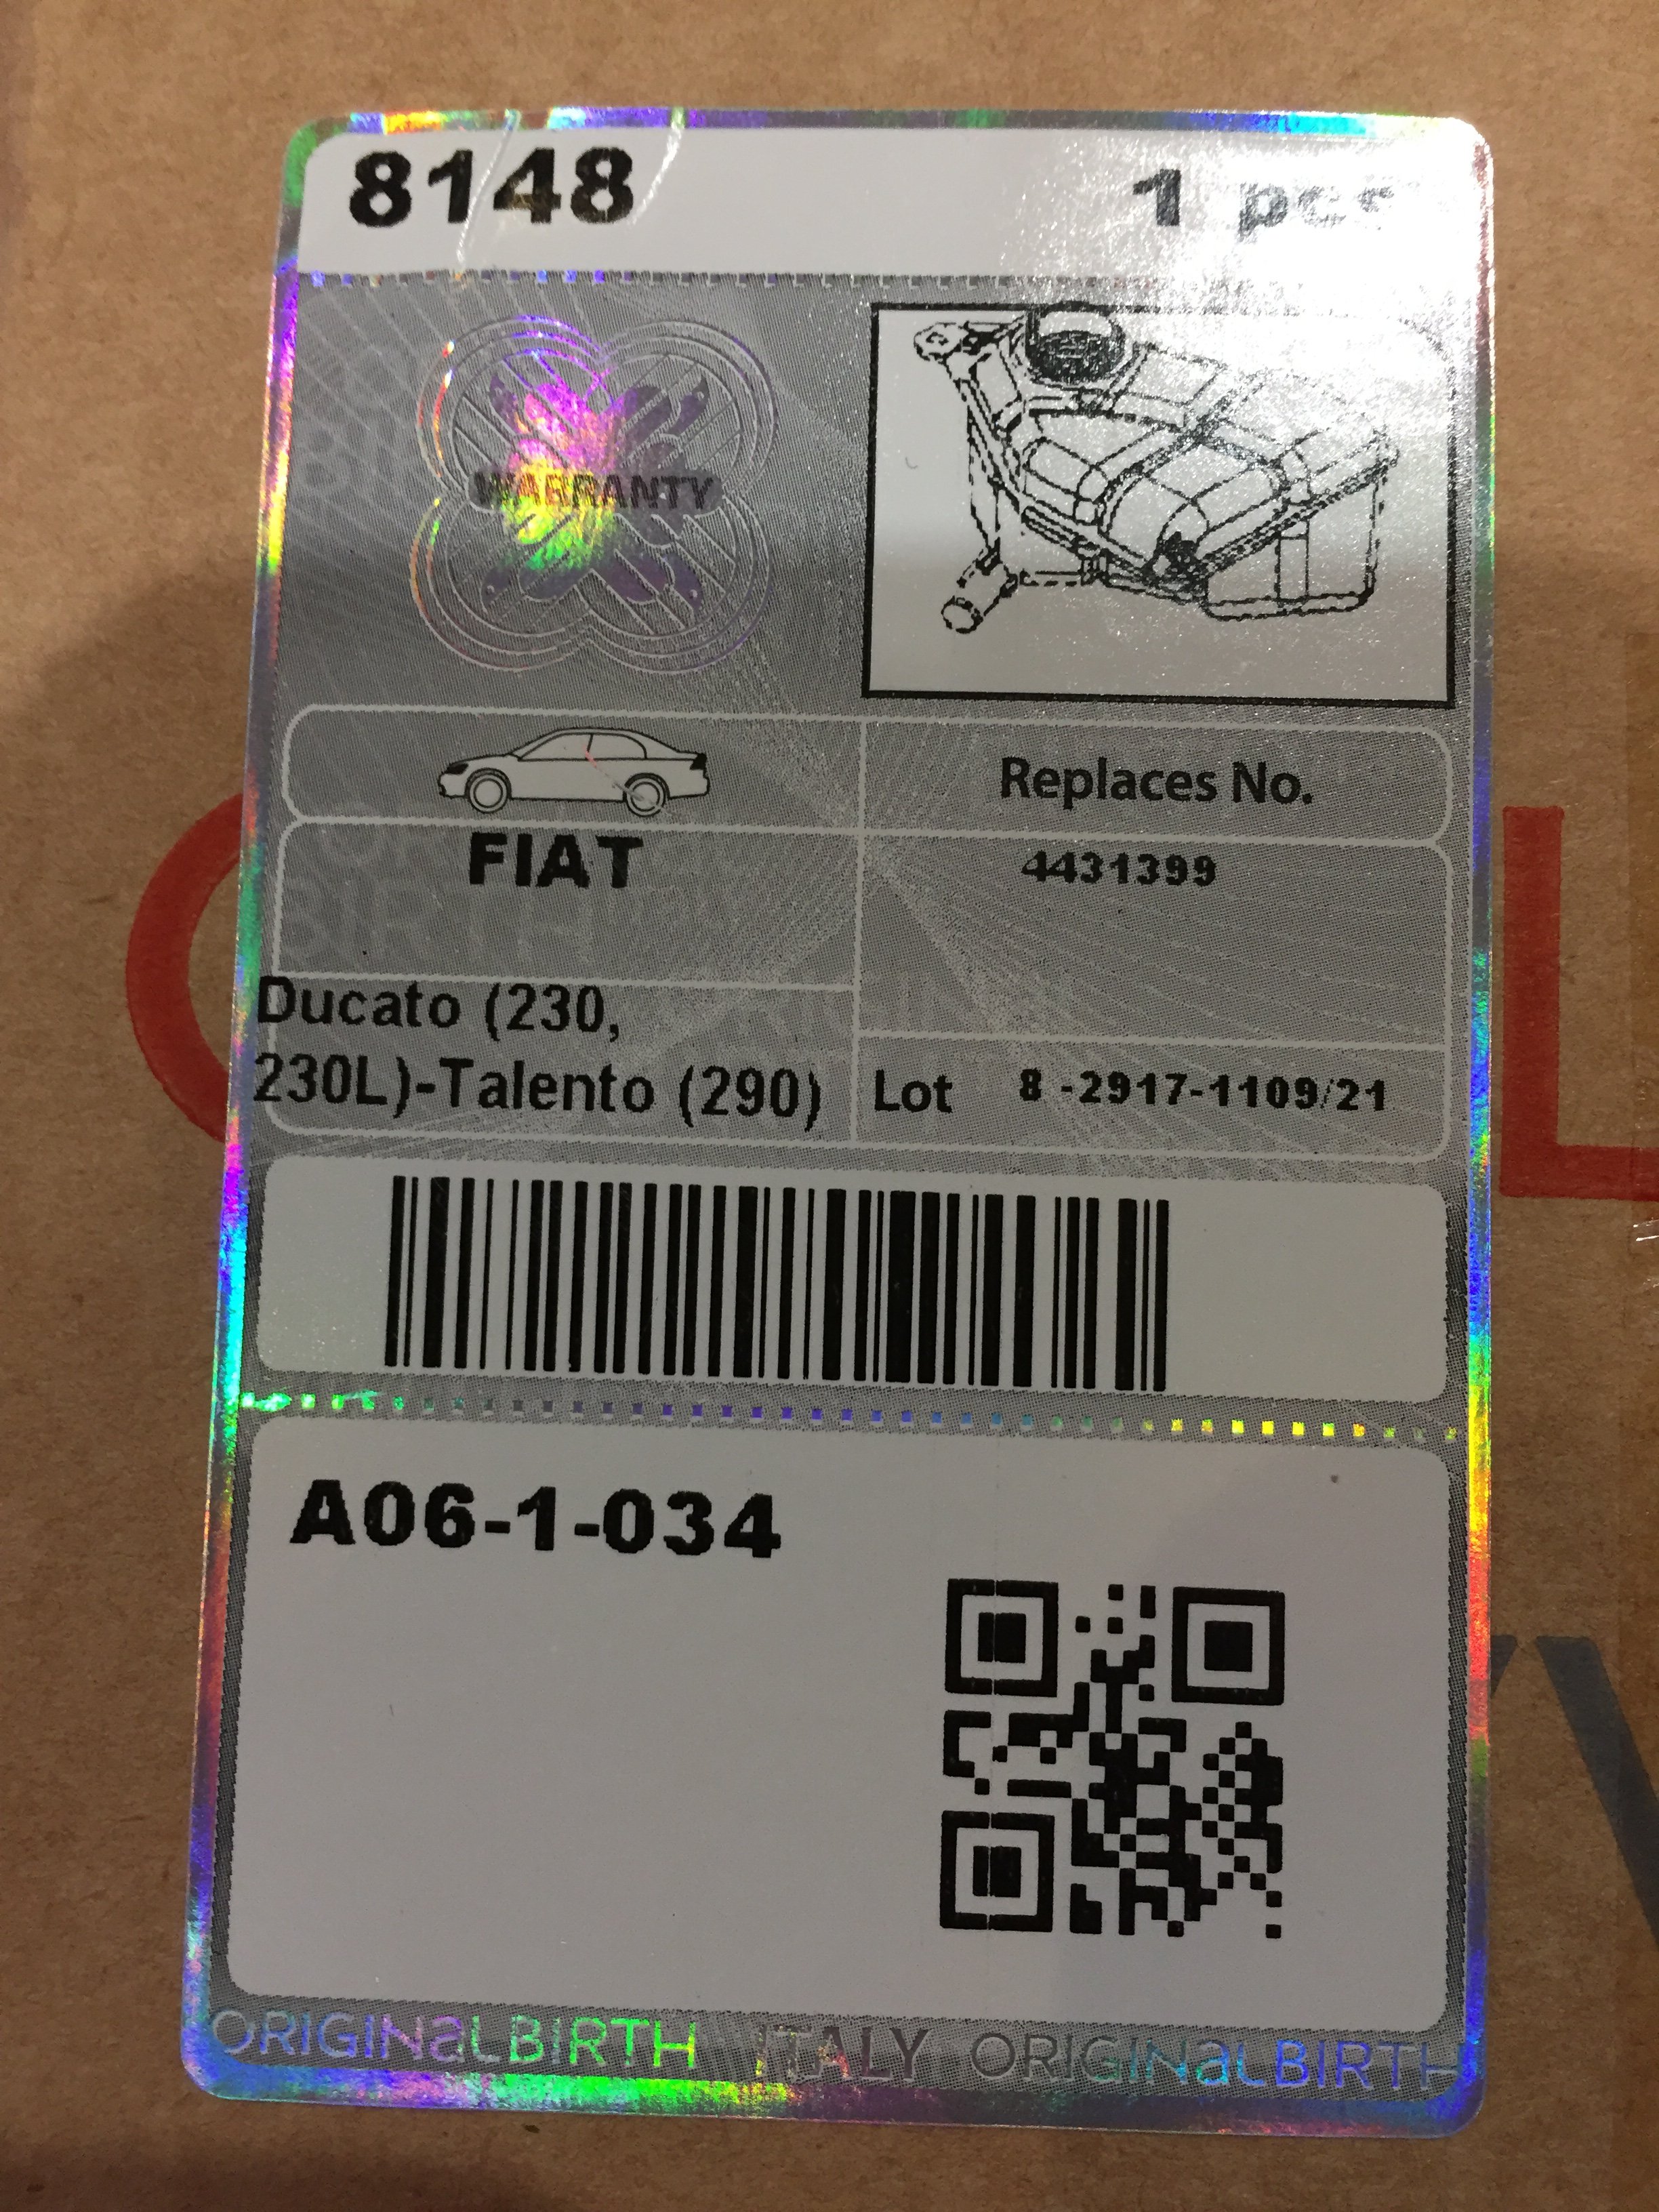 8148 1 pcs
WARRANTY
Replaces No.
FIAT 4431399
Ducato (230,
230L)-Talento (290)
Lot 8 -2917-1109/21
A06-1-034
ORIGINaLBIRTH ITALY ORIGINaLBIRTH